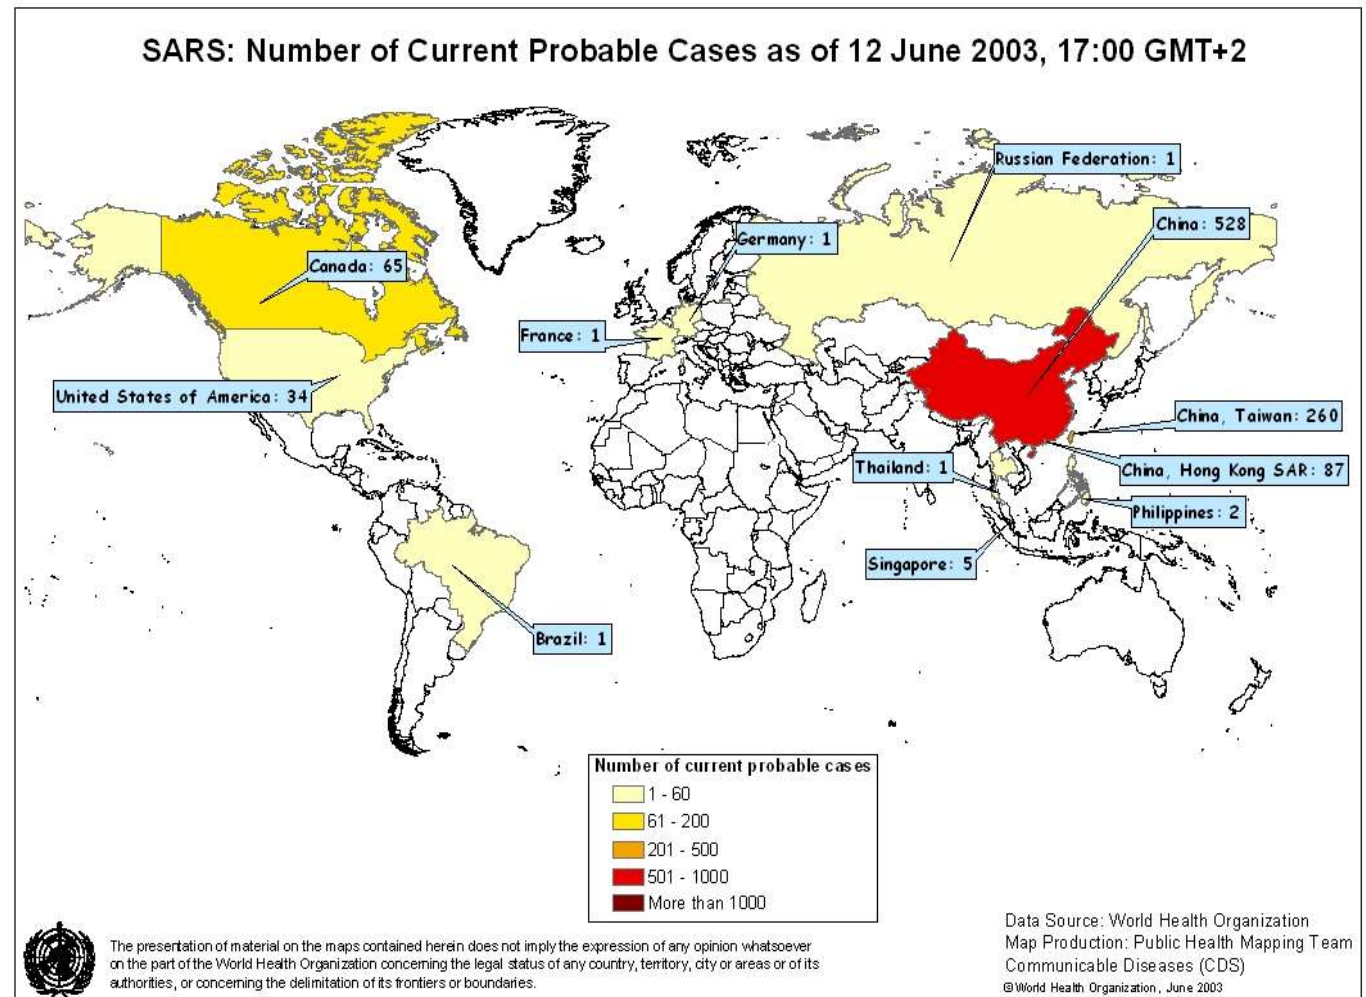 SARS: Number of Current Probable Cases as of 12 June 2003, 17:00 GMT+2
Russian Federation: 1
China: 528
Germany: 1
Canada: 65
France: 1
United States of America: 34
China, Taiwan: 260
Thailand: 1
China, Hong Kong SAR: 87
Philippines: 2
Singapore: 5
Brazil: 1
Number of current probable cases
1 - 60
61 - 200
201 - 500
501 - 1000
More than 1000
The presentation of material on the maps contained herein does not imply the expression of any opinion whatsoever
on the part of the World Health Organization concerning the legal status of any country, territory, city or areas or of its
authorities, or concerning the delimitation of its frontiers or boundaries.
Data Source: World Health Organization
Map Production: Public Health Mapping Team
Communicable Diseases (CDS)
©World Health Organization, June 2003